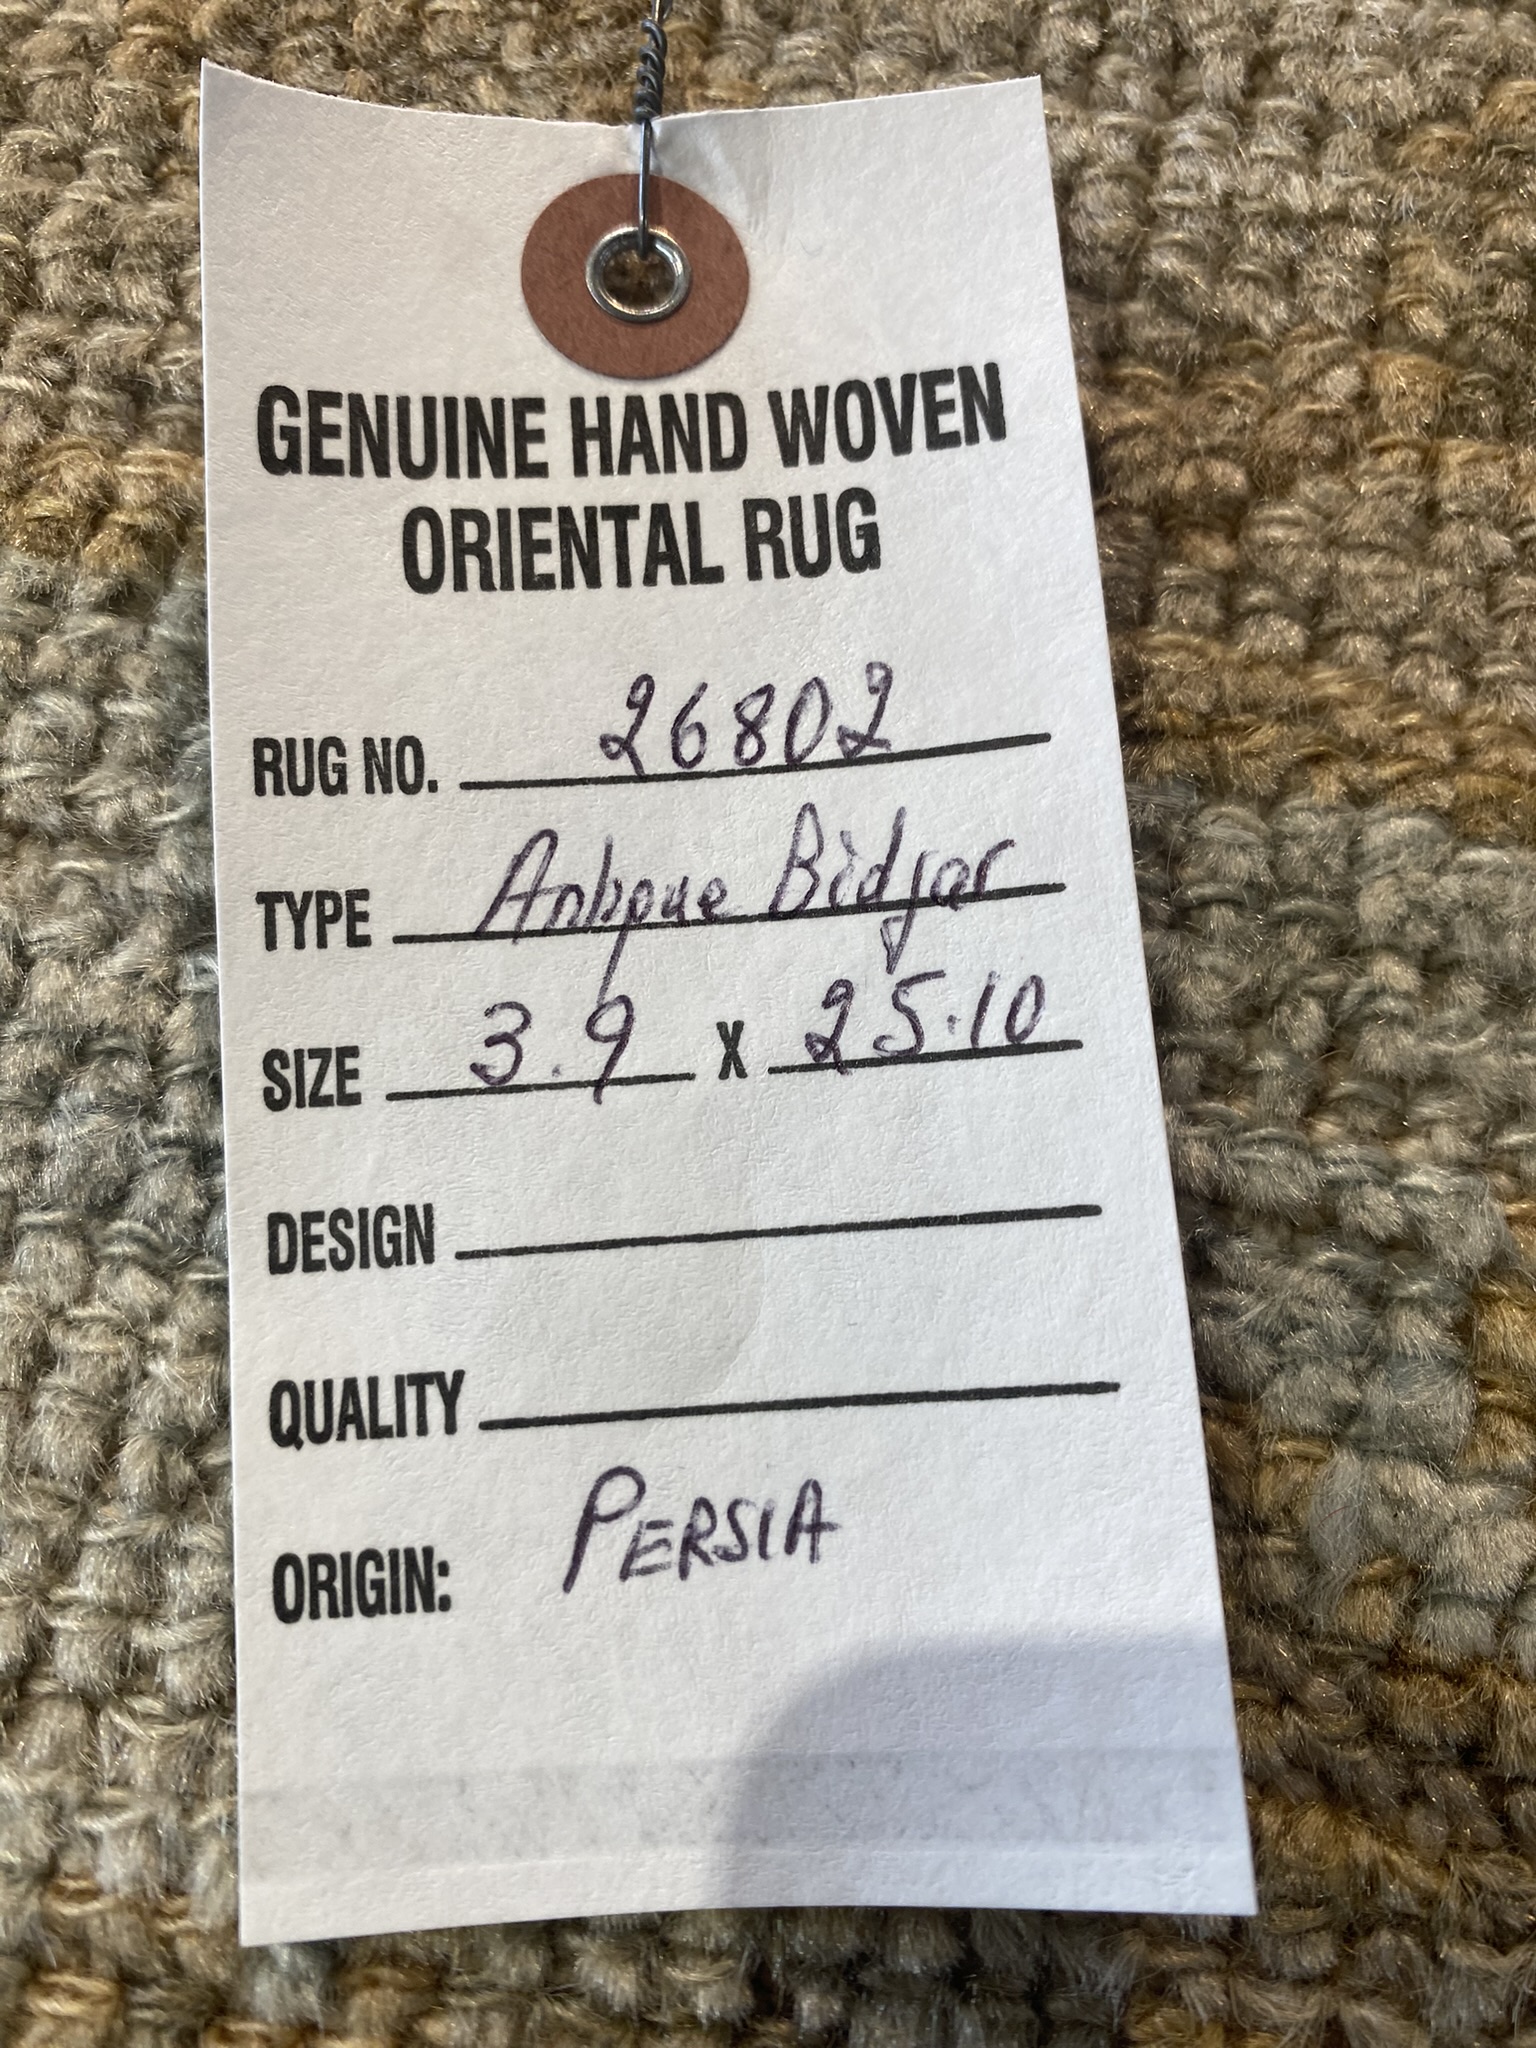 GENUINE HAND WOVEN
ORIENTAL RUG
RUG NO. 26802
TYPE Antique Bidjar
SIZE 3.9 X 25.10
DESIGN
QUALITY
ORIGIN: PERSIA